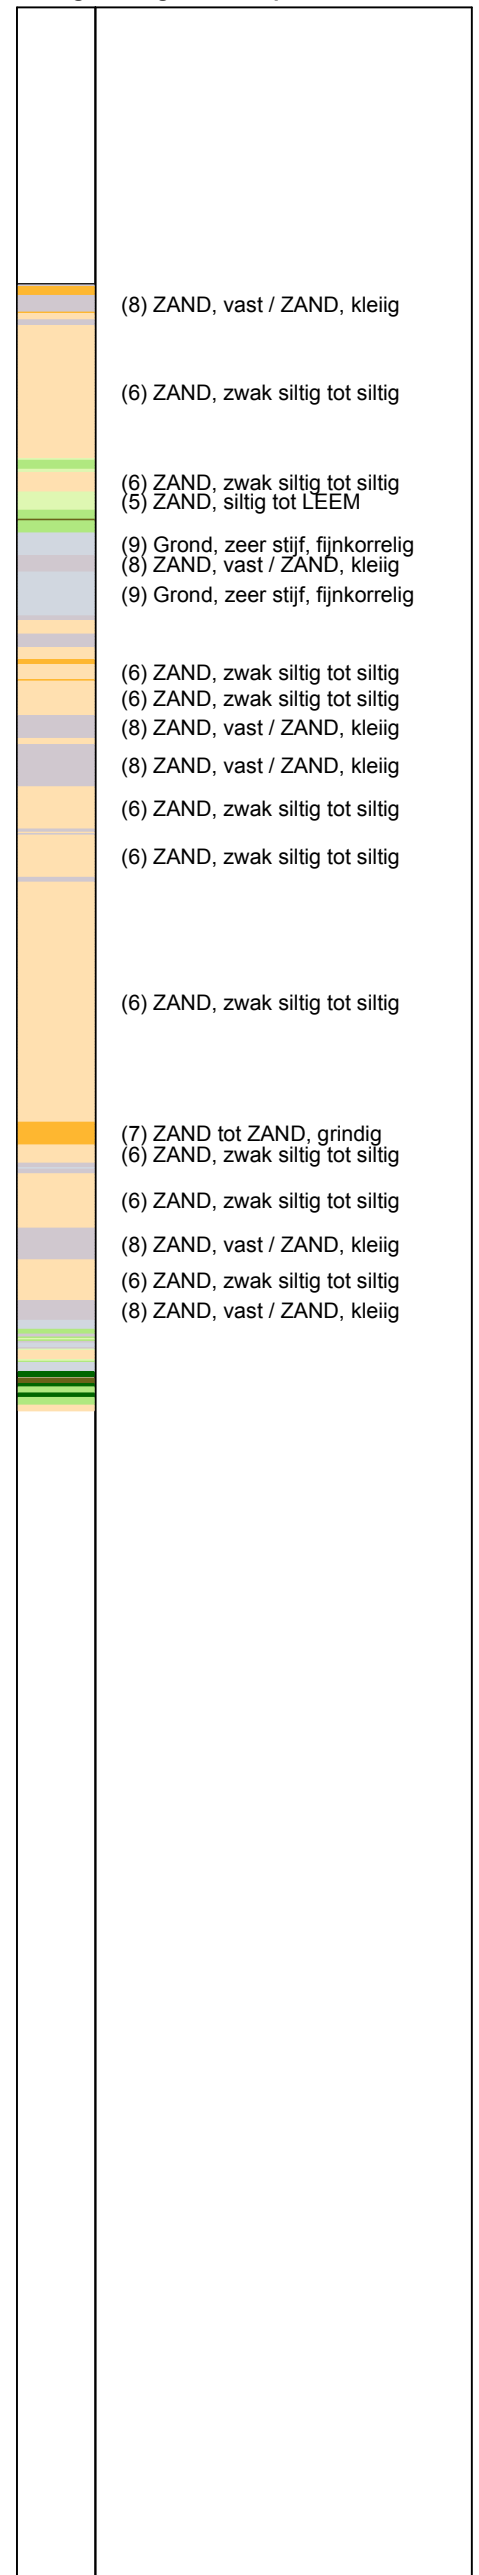 (8) ZAND, vast / ZAND, kleiig
(6) ZAND, zwak siltig tot siltig
(6) ZAND, zwak siltig tot siltig
(5) ZAND, siltig tot LEEM
(9) Grond, zeer stijf, fijnkorrelig
(8) ZAND, vast / ZAND, kleiig
(9) Grond, zeer stijf, fijnkorrelig
(6) ZAND, zwak siltig tot siltig
(6) ZAND, zwak siltig tot siltig
(8) ZAND, vast / ZAND, kleiig
(8) ZAND, vast / ZAND, kleiig
(6) ZAND, zwak siltig tot siltig
(6) ZAND, zwak siltig tot siltig
(6) ZAND, zwak siltig tot siltig
(7) ZAND tot ZAND, grindig
(6) ZAND, zwak siltig tot siltig
(6) ZAND, zwak siltig tot siltig
(8) ZAND, vast / ZAND, kleiig
(6) ZAND, zwak siltig tot siltig
(8) ZAND, vast / ZAND, kleiig